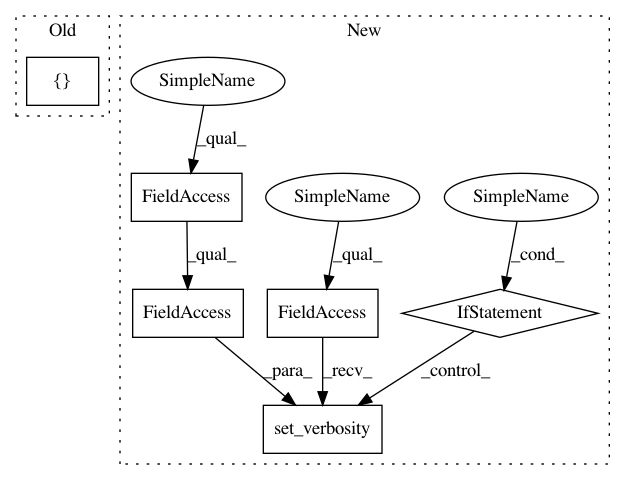 Old
New
{}
SimpleName
_qual_
FieldAccess
SimpleName
SimpleName
_qual_
_qual_
_cond_
FieldAccess
FieldAccess
IfStatement
_para_
_recv_
_control_
set_verbosity